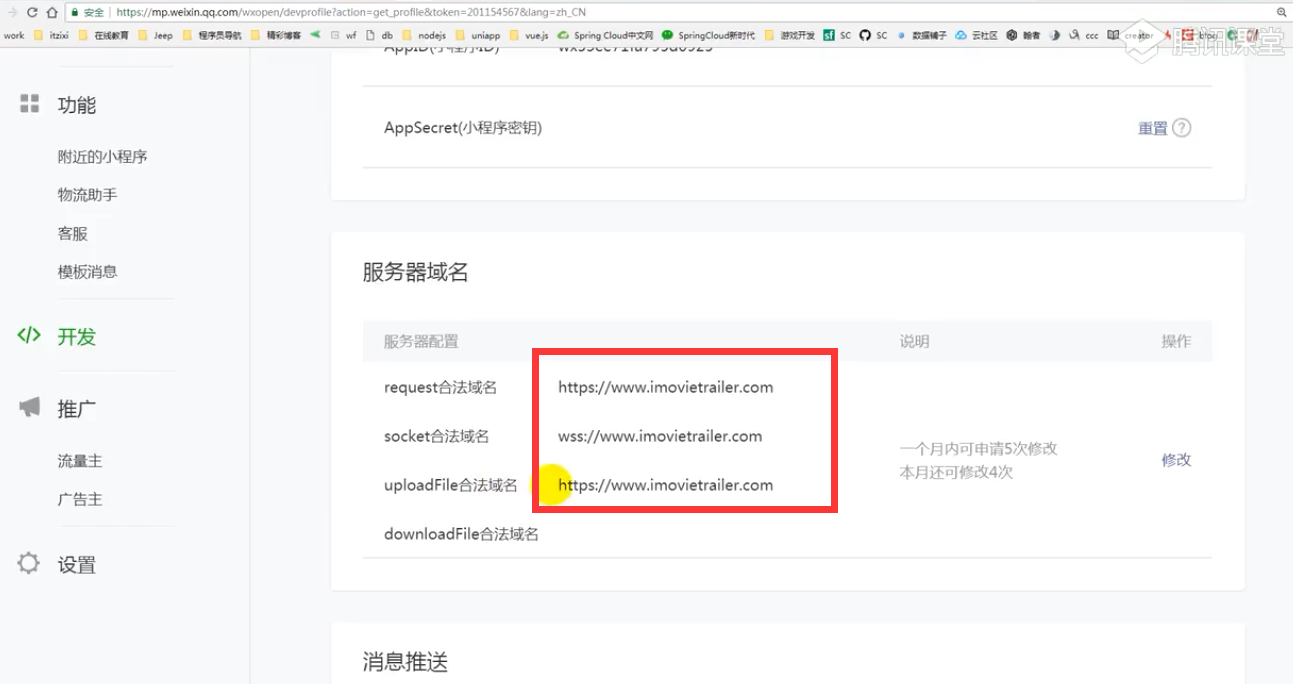 安全 https://mp.weixin.qq.com/wxopen/devprofile?action=get_profile&token=201154567&lang=zh_CN
work itzixi 在线教育 Jeep 程序员导航 精彩博客 wf db nodejs uniapp vue.js Spring Cloud中文网 SpringCloud新时代 游戏开发 SC SC 数据铺子 云社区 翰者 ccc creator
腾讯课堂
AppID(小程序ID)
功能
AppSecret(小程序密钥) 重置 ?
附近的小程序
物流助手
客服
模板消息
服务器域名
开发
服务器配置 说明 操作
request合法域名 https://www.imovietrailer.com
socket合法域名 wss://www.imovietrailer.com
一个月内可申请5次修改
本月还可修改4次
修改
uploadFile合法域名 https://www.imovietrailer.com
downloadFile合法域名
推广
流量主
广告主
设置
消息推送